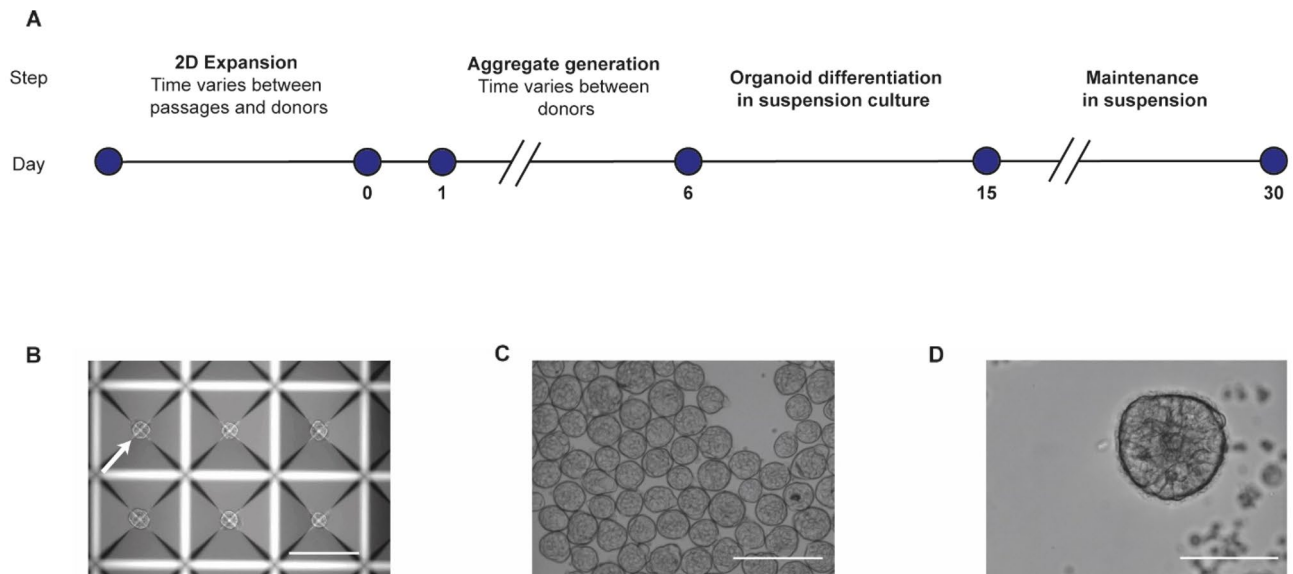 A
Step
2D Expansion
Time varies between
passages and donors
Aggregate generation
Time varies between
donors
Organoid differentiation
in suspension culture
Maintenance
in suspension
Day
0
1
6
15
30
B
C
D